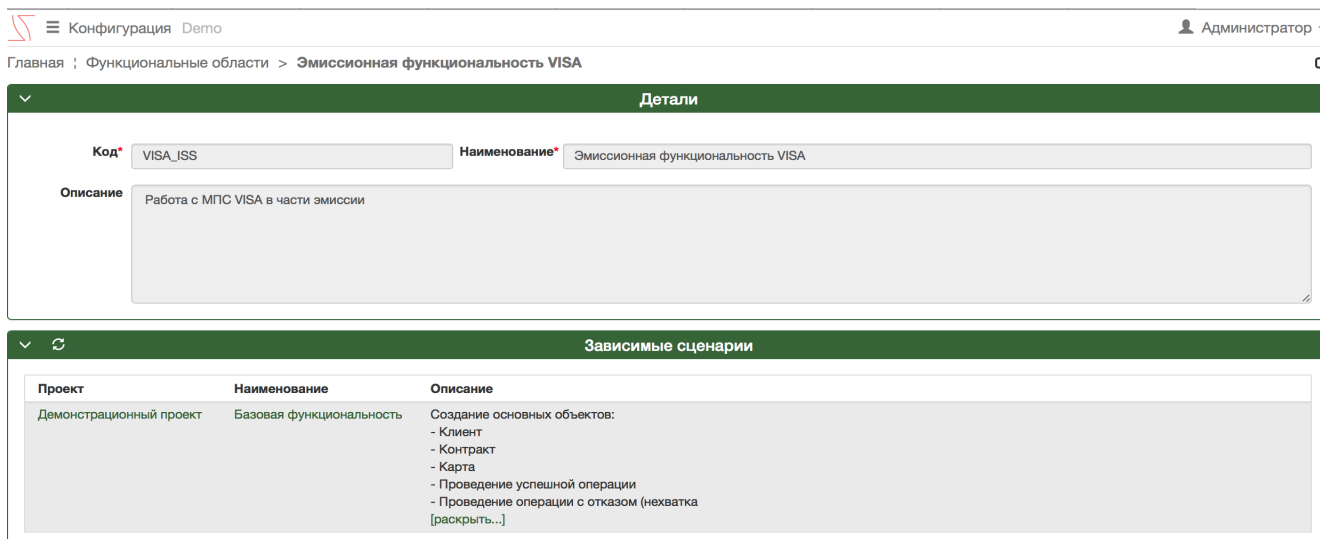 Конфигурация Demo Администратор
Главная ¦ Функциональные области > Эмиссионная функциональность VISA
Детали
Код* VISA_ISS Наименование* Эмиссионная функциональность VISA
Описание Работа с МПС VISA в части эмиссии
Зависимые сценарии
Проект Наименование Описание
Демонстрационный проект Базовая функциональность Создание основных объектов:
- Клиент
- Контракт
- Карта
- Проведение успешной операции
- Проведение операции с отказом (нехватка
[раскрыть...]